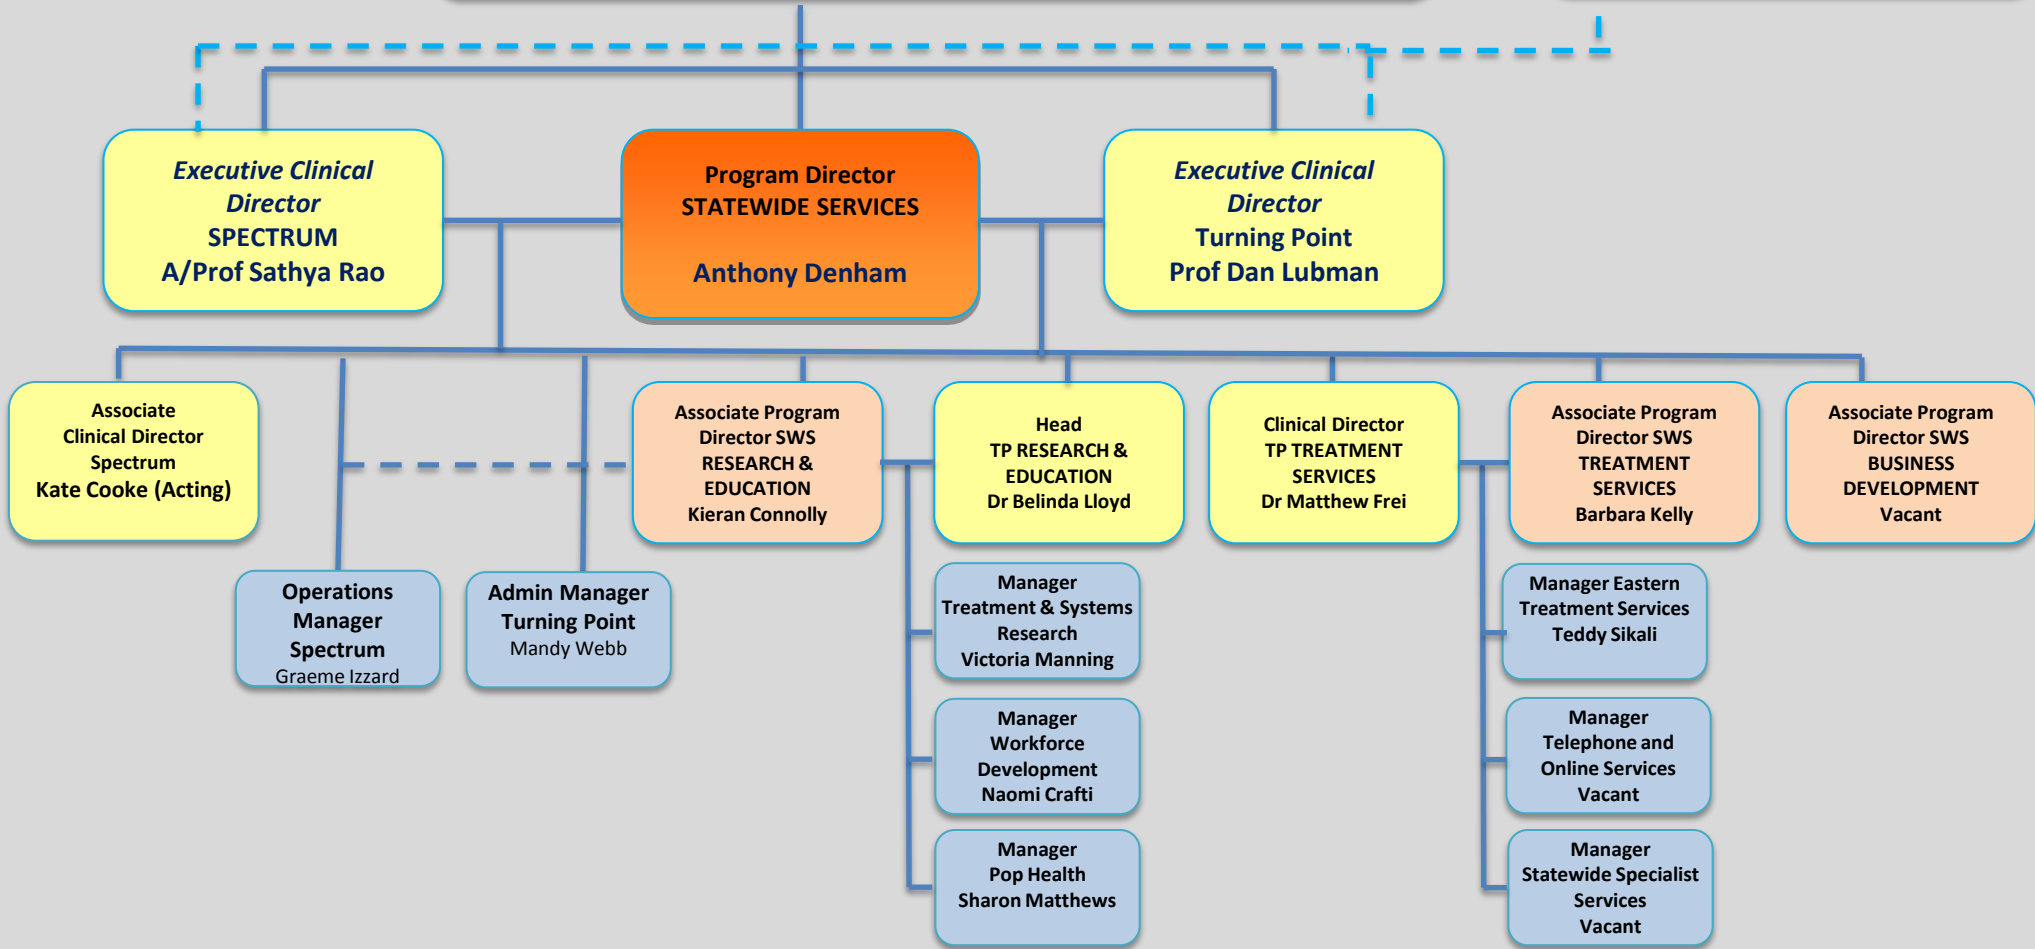 Executive Clinical
Director
SPECTRUM
A/Prof Sathya Rao
Program Director
STATEWIDE SERVICES
Anthony Denham
Executive Clinical
Director
Turning Point
Prof Dan Lubman
Associate
Clinical Director
Spectrum
Kate Cooke (Acting)
Associate Program
Director SWS
RESEARCH &
EDUCATION
Kieran Connolly
Head
TP RESEARCH &
EDUCATION
Dr Belinda Lloyd
Clinical Director
TP TREATMENT
SERVICES
Dr Matthew Frei
Associate Program
Director SWS
TREATMENT
SERVICES
Barbara Kelly
Associate Program
Director SWS
BUSINESS
DEVELOPMENT
Vacant
Operations
Manager
Spectrum
Graeme Izzard
Admin Manager
Turning Point
Mandy Webb
Manager
Treatment & Systems
Research
Victoria Manning
Manager Eastern
Treatment Services
Teddy Sikali
Manager
Workforce
Development
Naomi Crafti
Manager
Telephone and
Online Services
Vacant
Manager
Pop Health
Sharon Matthews
Manager
Statewide Specialist
Services
Vacant